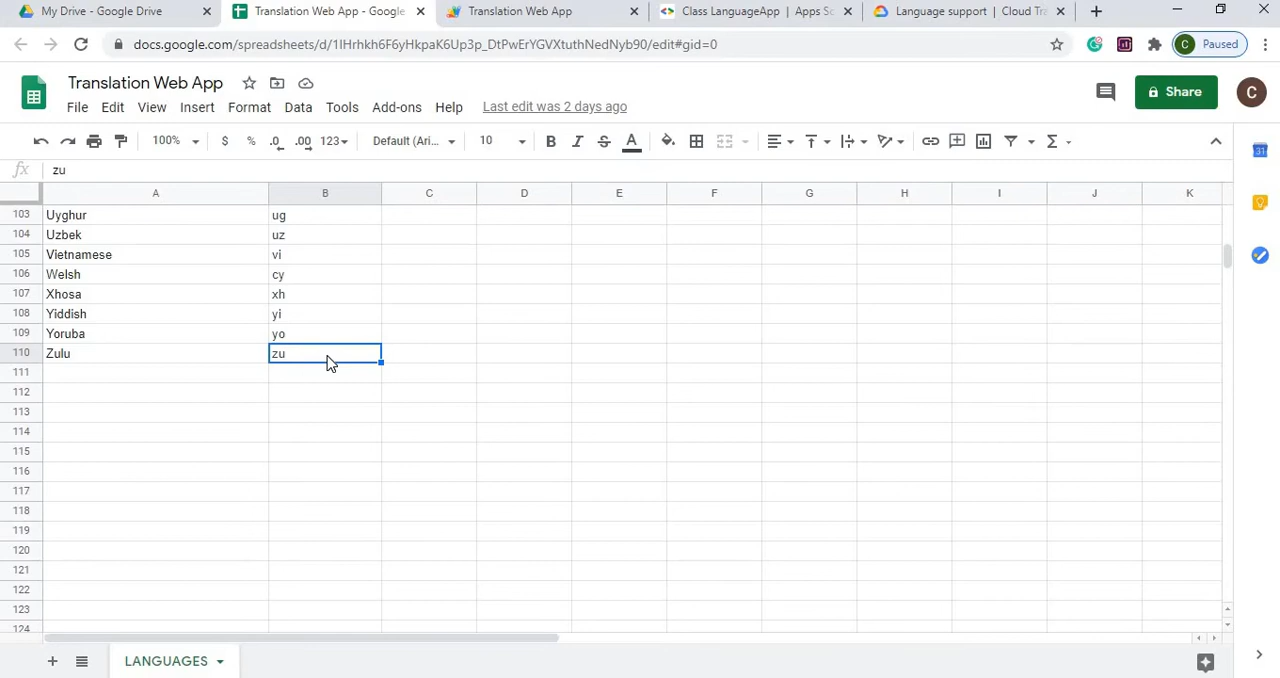 My Drive - Google Drive
Translation Web App - Google
Translation Web App
Class LanguageApp | Apps Sc
Language support | Cloud Tra
docs.google.com/spreadsheets/d/1IHrhkh6F6yHkpaK6Up3p_DtPwErYGVXtuthNedNyb90/edit#gid=0
C Paused
Translation Web App
File Edit View Insert Format Data Tools Add-ons Help Last edit was 2 days ago
Share
C
100% $ % .0 .00 123 Default (Ari... 10 B I S A
fx zu
A B C D E F G H I J K
103 Uyghur ug
104 Uzbek uz
105 Vietnamese vi
106 Welsh cy
107 Xhosa xh
108 Yiddish yi
109 Yoruba yo
110 Zulu zu
111
112
113
114
115
116
117
118
119
120
121
122
123
124
LANGUAGES
31